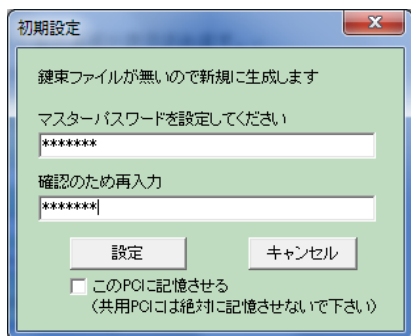 初期設定
鍵束ファイルが無いので新規に生成します
マスターパスワードを設定してください
*******
確認のため再入力
*******
設定 キャンセル
このPCに記憶させる
(共用PCには絶対に記憶させないで下さい)